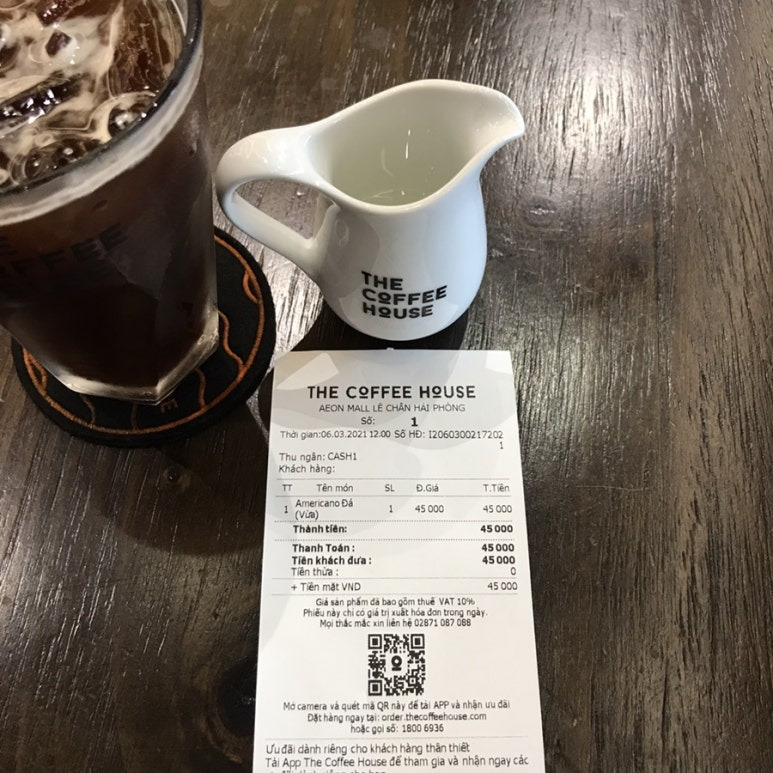 COFFEE
THE
COFFEE
HOUSE
THE COFFEE HOUSE
AEON MALL LÊ CHÂN HẢI PHÒNG
Số: 1
Thời gian:06.03.2021 12:00 Số HĐ: I2060300217202
1
Thu ngân: CASH1
Khách hàng:
TT Tên món SL Đ.Giá T.Tiền
1 Americano Đá 1 45 000 45 000
(Vừa)
Thành tiền: 45 000
Thanh Toán : 45 000
Tiền khách đưa : 45 000
Tiền thừa : 0
+ Tiền mặt VND 45 000
Giá sản phẩm đã bao gồm thuế VAT 10%
Phiếu này chỉ có giá trị xuất hóa đơn trong ngày.
Mọi thắc mắc xin liên hệ 02871 087 088
Mở camera và quét mã QR này để tải APP và nhận ưu đãi
Đặt hàng ngay tại: order.thecoffeehouse.com
hoặc gọi số: 1800 6936
Ưu đãi dành riêng cho khách hàng thân thiết
Tải App The Coffee House để tham gia và nhận ngay các